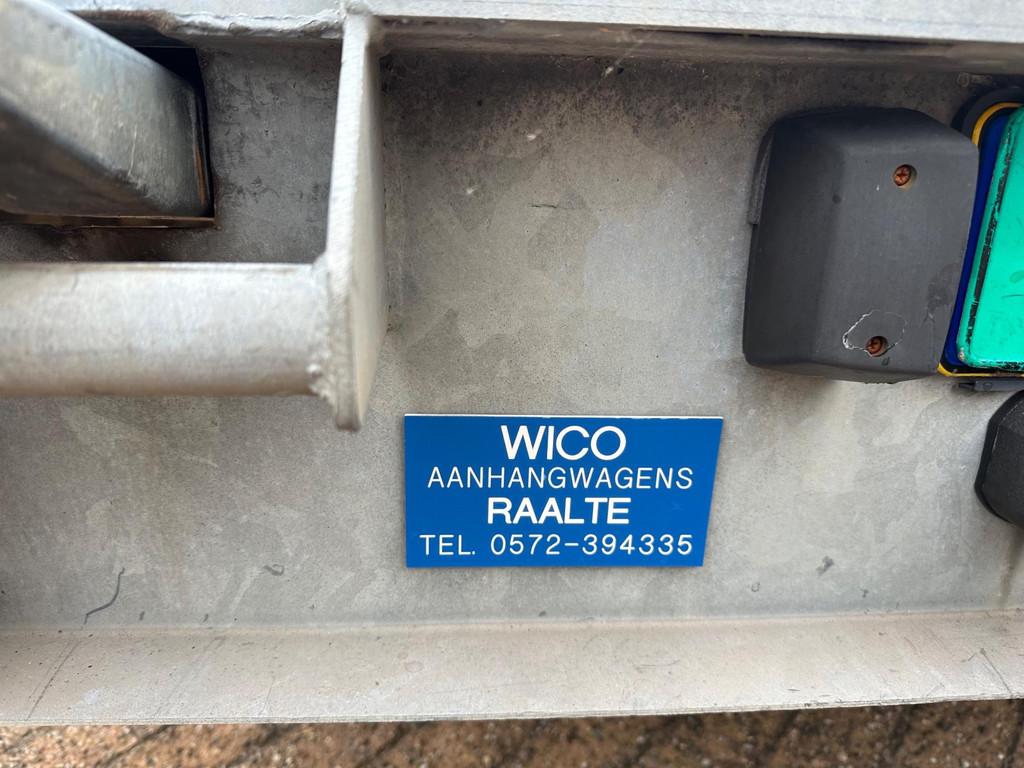 WICO
AANHANGWAGENS
RAALTE
TEL. 0572-394335